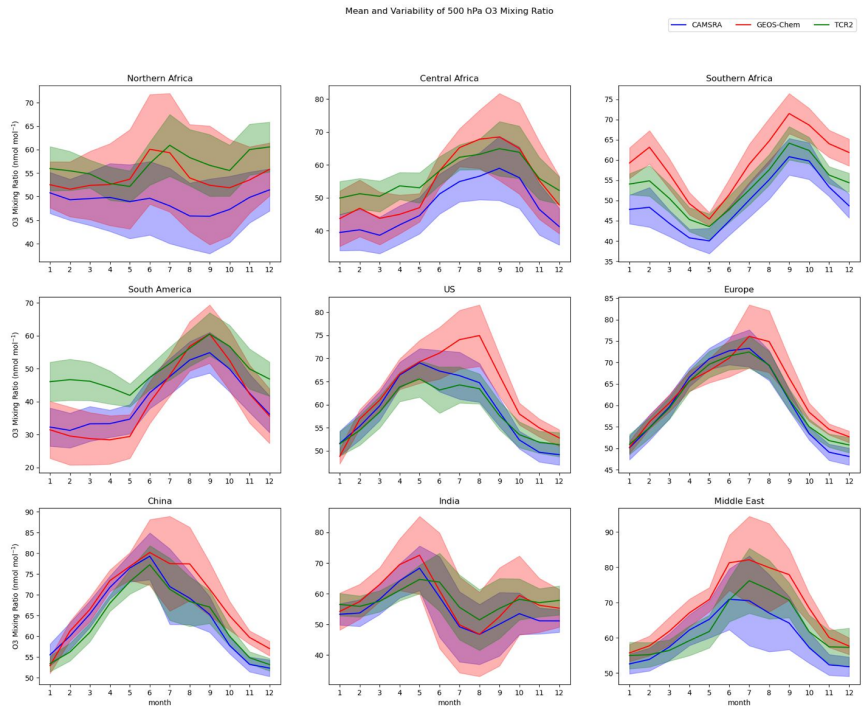 Mean and Variability of 500 hPa O3 Mixing Ratio
CAMSRA GEOS-Chem TCR2
Northern Africa Central Africa Southern Africa
O3 Mixing Ratio (nmol mol⁻¹)
70 65 60 55 50 45 40
80 70 60 50 40
75 70 65 60 55 50 45 40 35
1 2 3 4 5 6 7 8 9 10 11 12
1 2 3 4 5 6 7 8 9 10 11 12
1 2 3 4 5 6 7 8 9 10 11 12
South America US Europe
O3 Mixing Ratio (nmol mol⁻¹)
70 60 50 40 30 20
80 75 70 65 60 55 50
85 80 75 70 65 60 55 50 45
1 2 3 4 5 6 7 8 9 10 11 12
1 2 3 4 5 6 7 8 9 10 11 12
1 2 3 4 5 6 7 8 9 10 11 12
China India Middle East
O3 Mixing Ratio (nmol mol⁻¹)
90 85 80 75 70 65 60 55 50
90 80 70 60 50 40
90 80 70 60 50
1 2 3 4 5 6 7 8 9 10 11 12
1 2 3 4 5 6 7 8 9 10 11 12
1 2 3 4 5 6 7 8 9 10 11 12
month month month